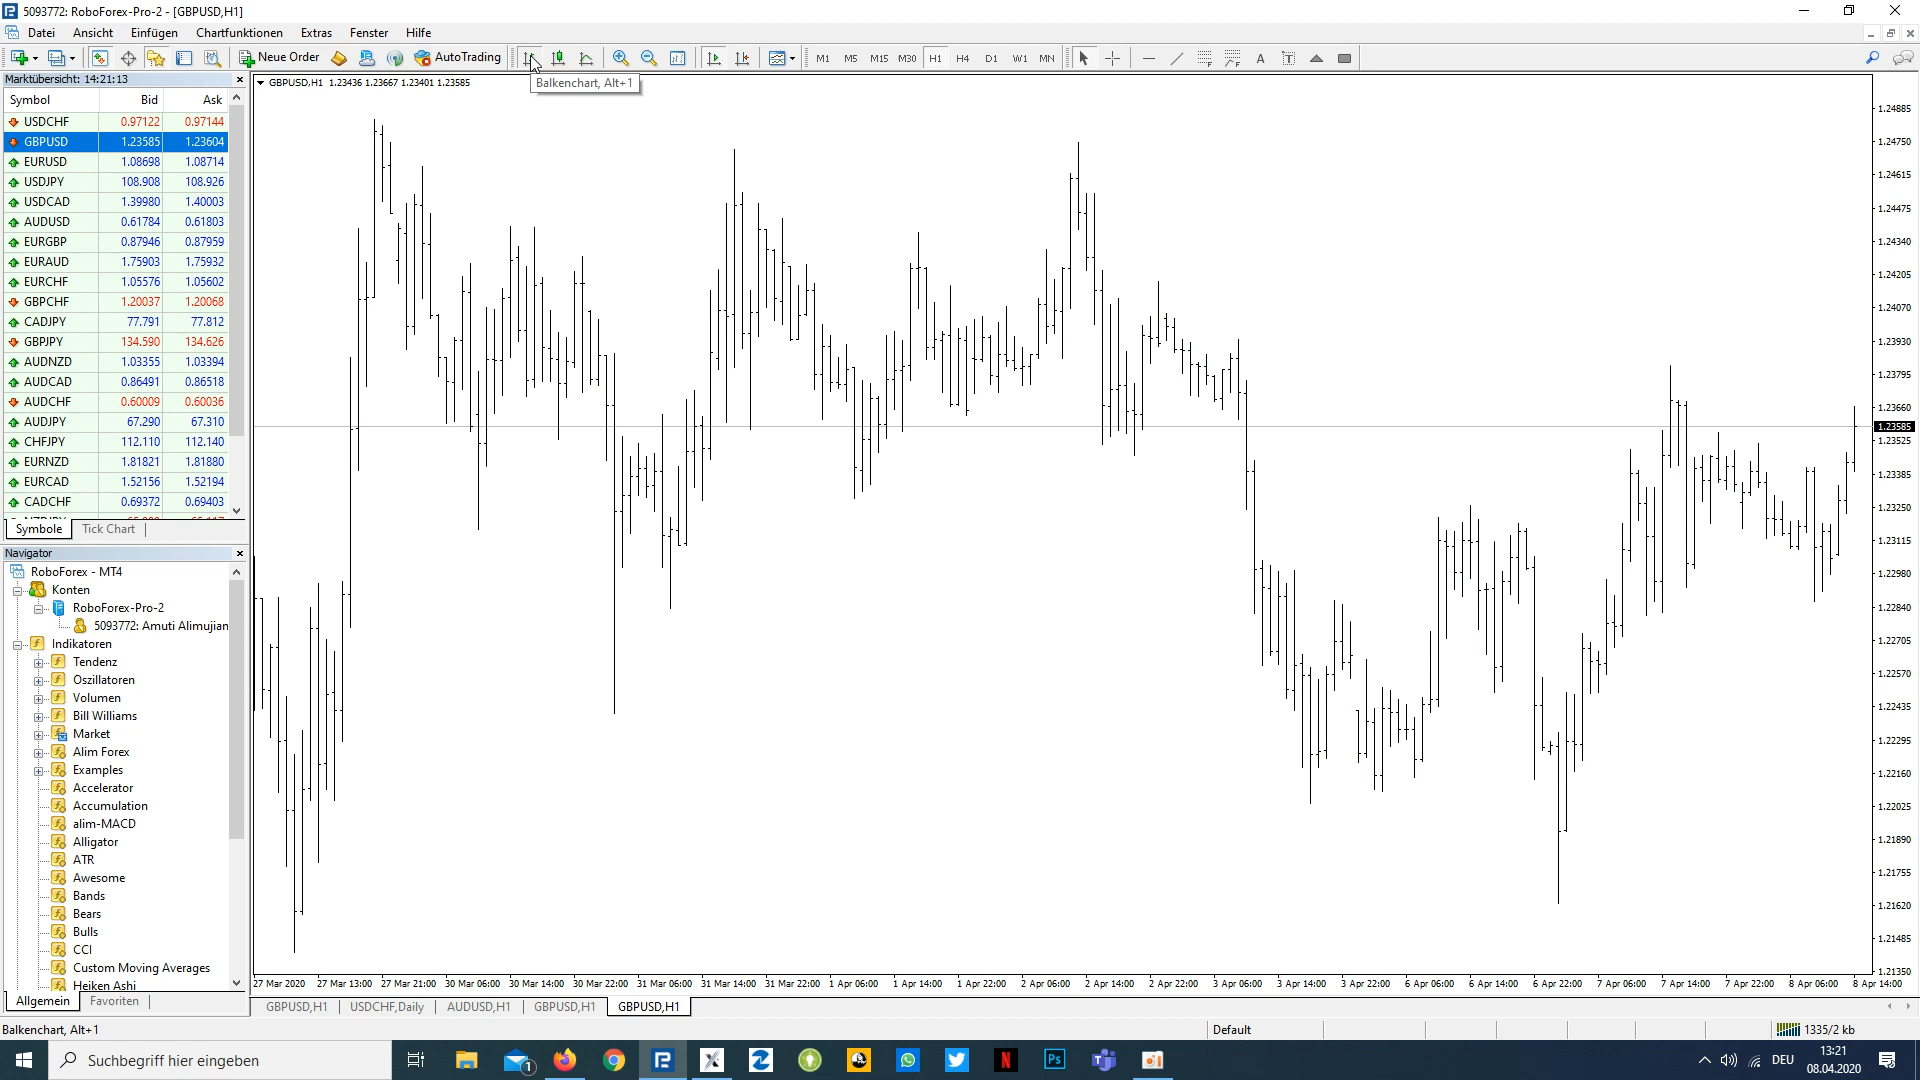 5093772: RoboForex-Pro-2 - [GBPUSD,H1]
Datei Ansicht Einfügen Chartfunktionen Extras Fenster Hilfe
New Order AutoTrading M1 M5 M15 M30 H1 H4 D1 W1 MN A T
Marktübersicht: 14:21:13
Symbol Bid Ask
USDCHF 0.97122 0.97144
GBPUSD 1.23585 1.23604
EURUSD 1.08698 1.08714
USDJPY 108.908 108.926
USDCAD 1.39980 1.40003
AUDUSD 0.61784 0.61803
EURGBP 0.87946 0.87959
EURAUD 1.75903 1.75932
EURCHF 1.05576 1.05602
GBPCHF 1.20037 1.20068
CADJPY 77.791 77.812
GBPJPY 134.590 134.626
AUDNZD 1.03355 1.03394
AUDCAD 0.86491 0.86518
AUDCHF 0.60009 0.60036
AUDJPY 67.290 67.310
CHFJPY 112.110 112.140
EURNZD 1.81821 1.81880
EURCAD 1.52156 1.52194
CADCHF 0.69372 0.69403
Symbole Tick Chart
Navigator
RoboForex - MT4
Konten
RoboForex-Pro-2
5093772: Amuti Alimujian
Indikatoren
Tendenz
Oszillatoren
Volumen
Bill Williams
Market
Alim Forex
Examples
Accelerator
Accumulation
alim-MACD
Alligator
ATR
Awesome
Bands
Bears
Bulls
CCI
Custom Moving Averages
Heiken Ashi
Allgemein Favoriten
GBPUSD,H1 1.23436 1.23667 1.23401 1.23585
Balkenchart, Alt+1
1.24885
1.24750
1.24615
1.24475
1.24340
1.24205
1.24070
1.23930
1.23795
1.23660
1.23585
1.23525
1.23385
1.23250
1.23115
1.22980
1.22840
1.22705
1.22570
1.22435
1.22295
1.22160
1.22025
1.21890
1.21755
1.21620
1.21485
1.21350
27 Mar 2020 27 Mar 13:00 27 Mar 21:00 30 Mar 06:00 30 Mar 14:00 30 Mar 22:00 31 Mar 06:00 31 Mar 14:00 31 Mar 22:00 1 Apr 06:00 1 Apr 14:00 1 Apr 22:00 2 Apr 06:00 2 Apr 14:00 2 Apr 22:00 3 Apr 06:00 3 Apr 14:00 3 Apr 22:00 6 Apr 06:00 6 Apr 14:00 6 Apr 22:00 7 Apr 06:00 7 Apr 14:00 7 Apr 22:00 8 Apr 06:00 8 Apr 14:00
GBPUSD,H1 USDCHF,Daily AUDUSD,H1 GBPUSD,H1 GBPUSD,H1
Balkenchart, Alt+1 Default 1335/2 kb
Suchbegriff hier eingeben 1 N Ps DEU
13:21
08.04.2020